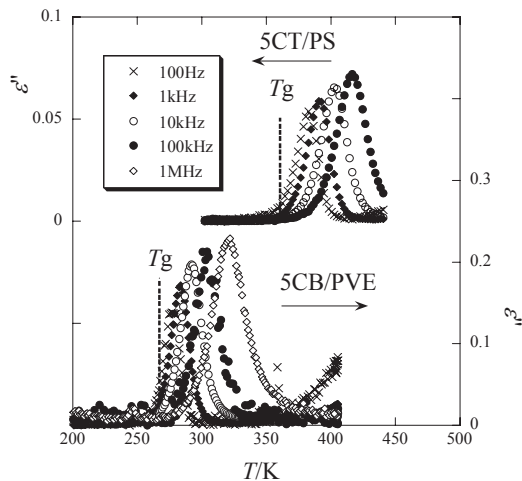 0.1
5CT/PS
100Hz
1kHz
10kHz
100kHz
1MHz
Tg
ε"
0.05
0.3
0
Tg
5CB/PVE
0.2
ε"
0.1
0
200 250 300 350 400 450 500
T/K